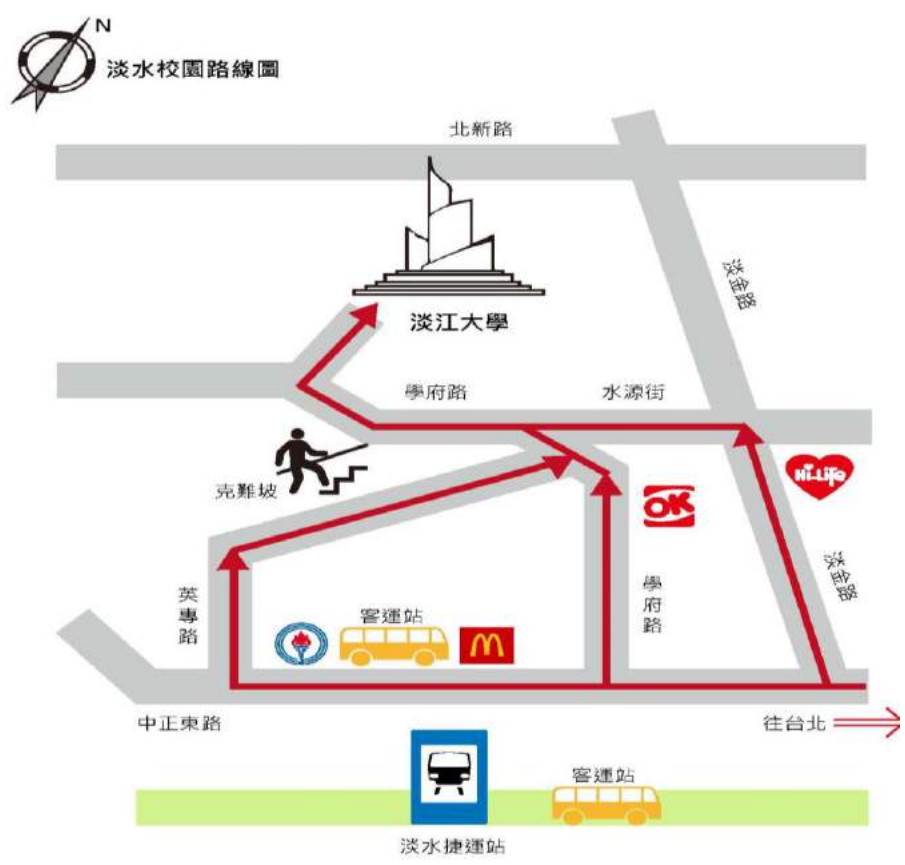 N
淡水校園路線圖
北新路
淡金路
淡江大學
學府路
水源街
克難坡
Hi-Life
OK
英專路
客運站
學府路
淡金路
中正東路
往台北
客運站
淡水捷運站